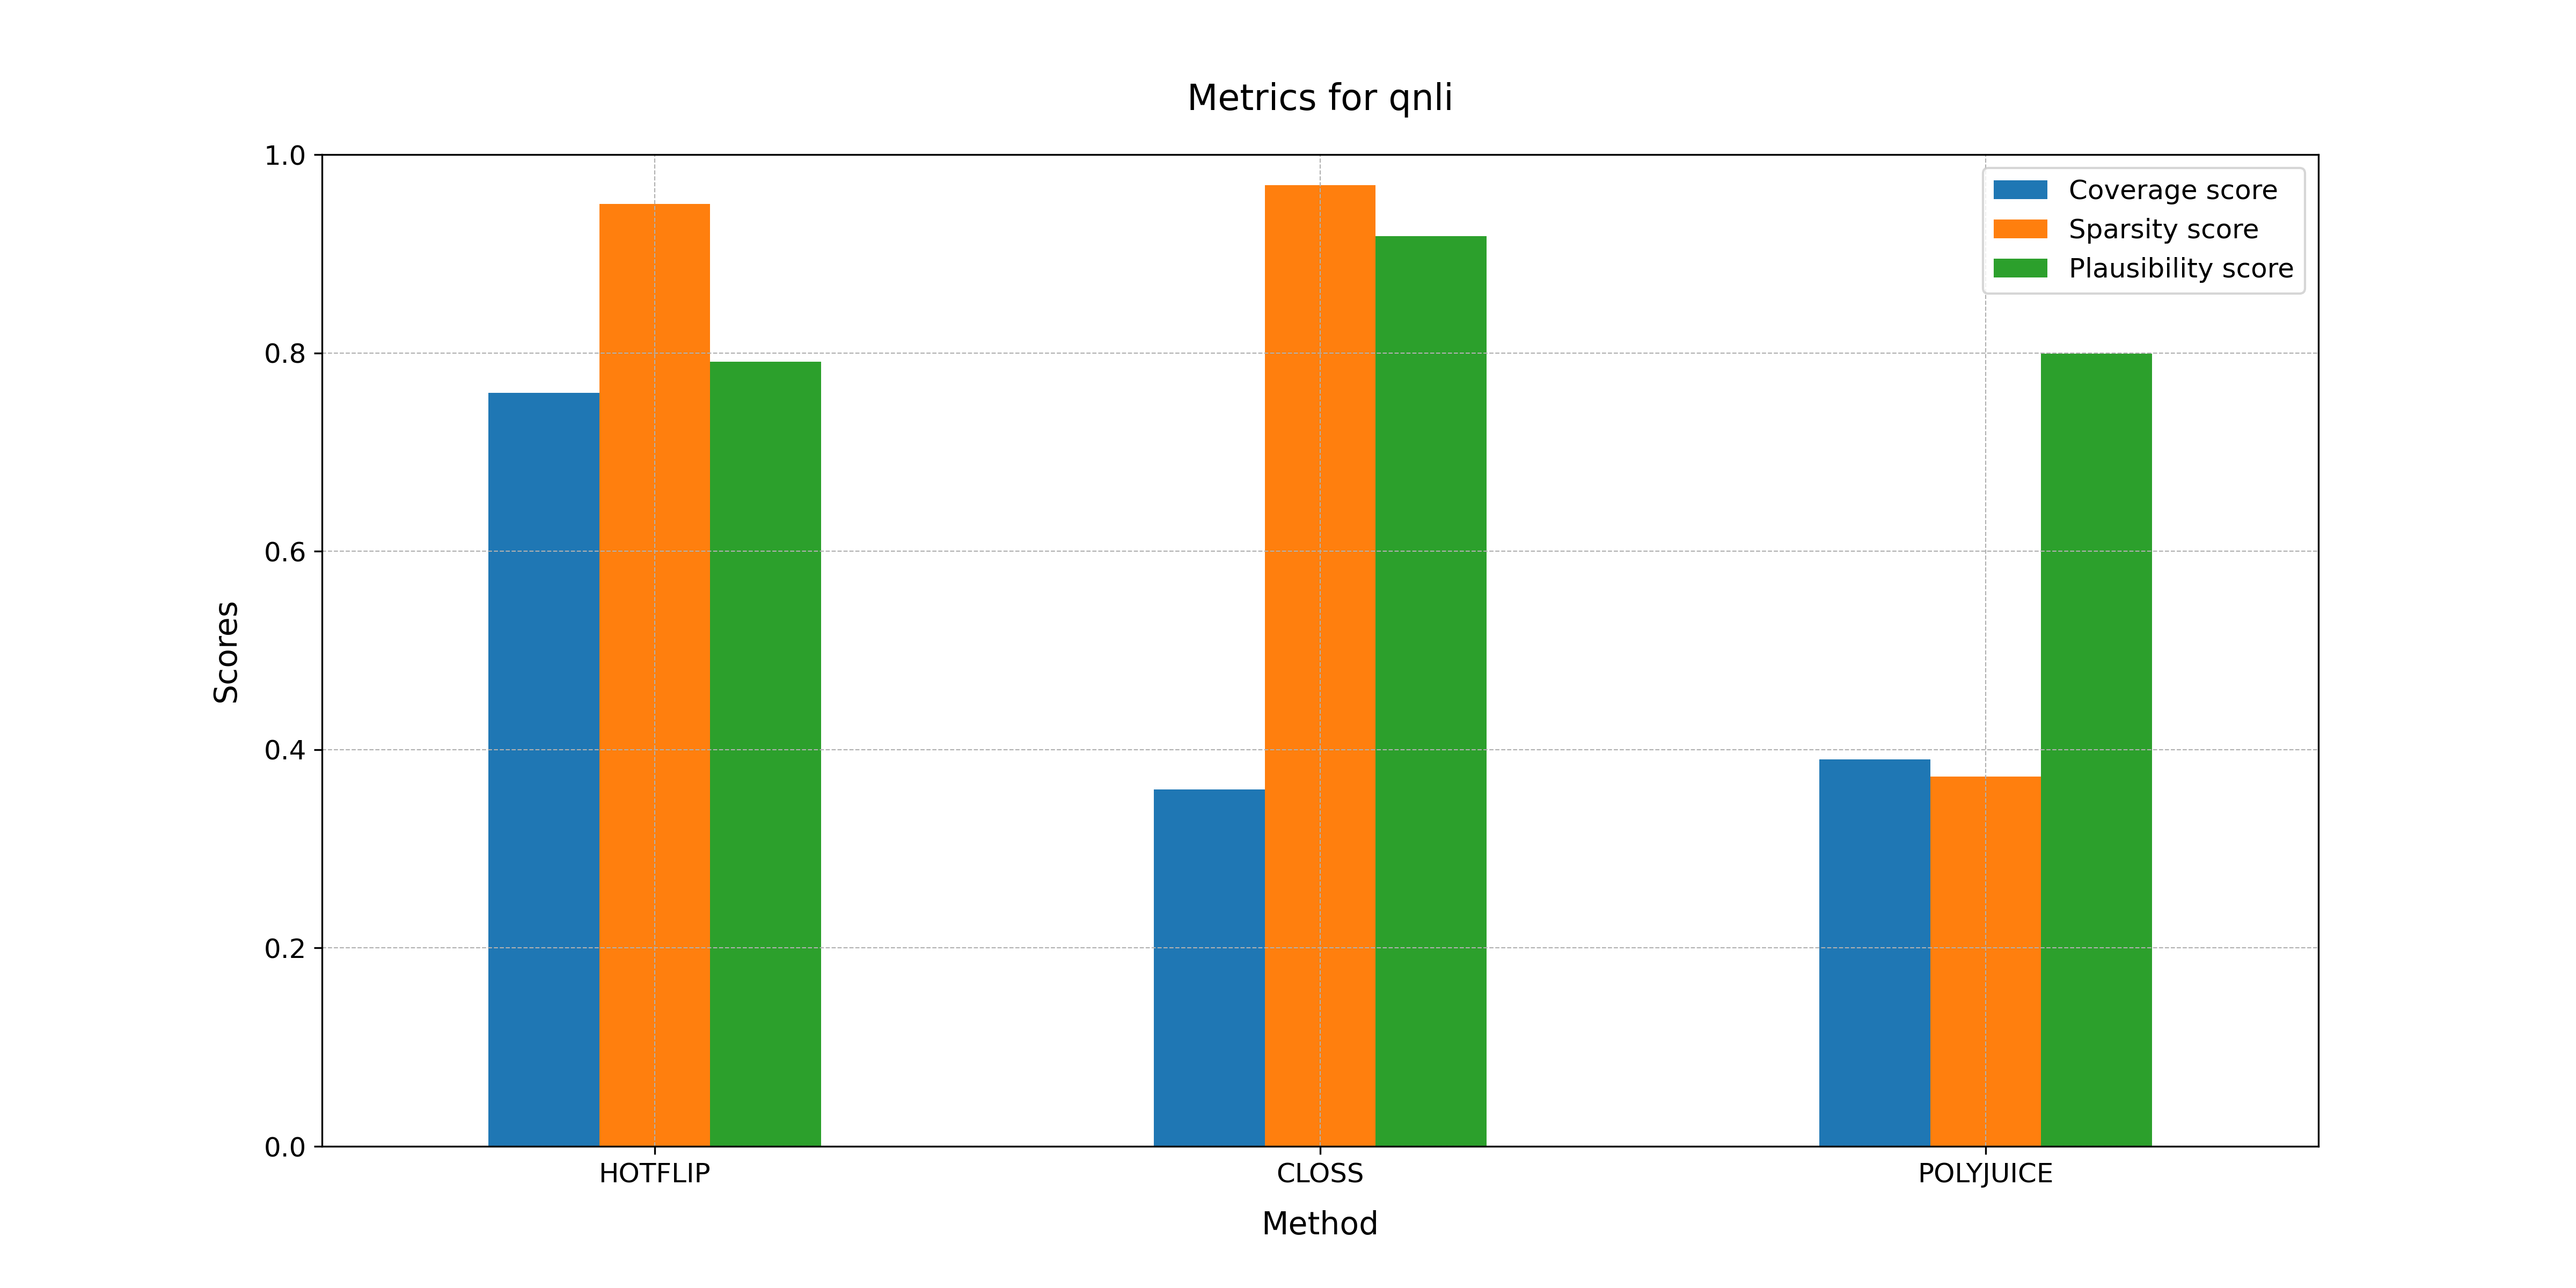 Metrics for qnli
1.0
0.8
0.6
0.4
0.2
0.0
Scores
Coverage score
Sparsity score
Plausibility score
HOTFLIP
CLOSS
POLYJUICE
Method